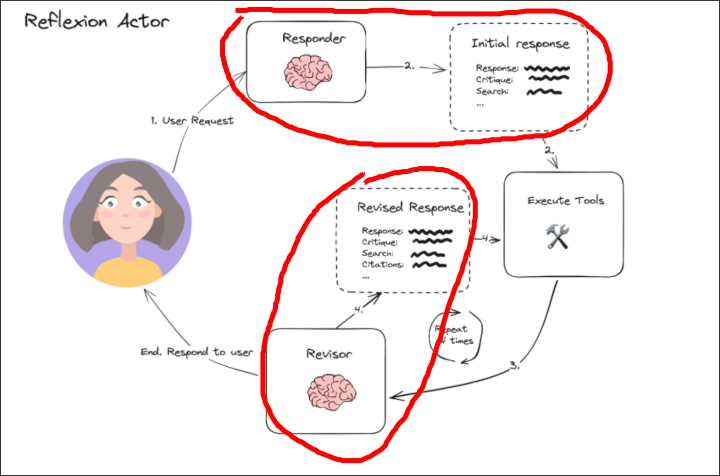 Reflexion Actor
Responder
2.
Initial response
Response:
Critique:
Search:
...
1. User Request
2.
Execute Tools
Revised Response
Response:
Critique:
Search:
Citations:
...
4.
4.
Repeat
N times
Revisor
End. Respond to user
3.